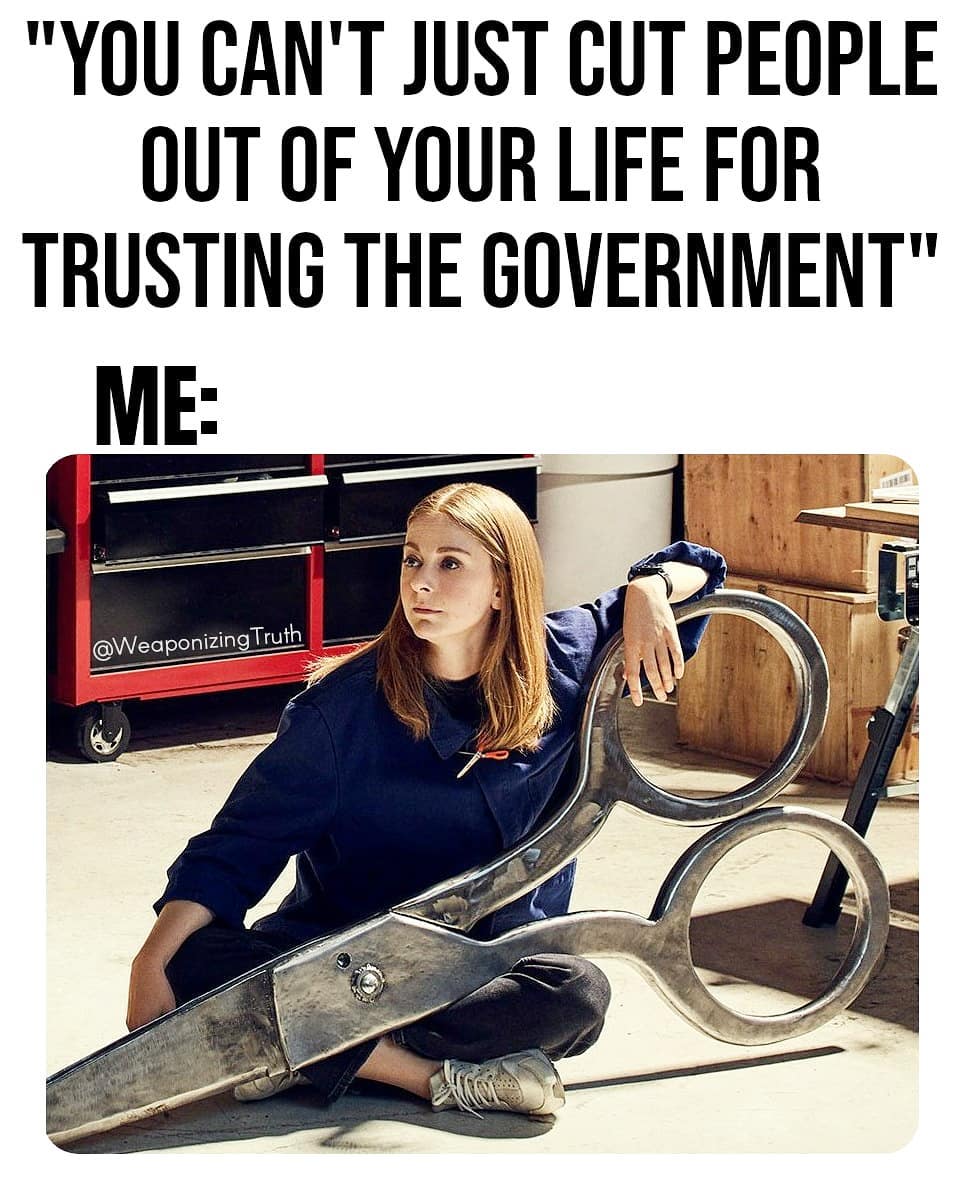 "YOU CAN'T JUST CUT PEOPLE
OUT OF YOUR LIFE FOR
TRUSTING THE GOVERNMENT"
ME:
@WeaponizingTruth